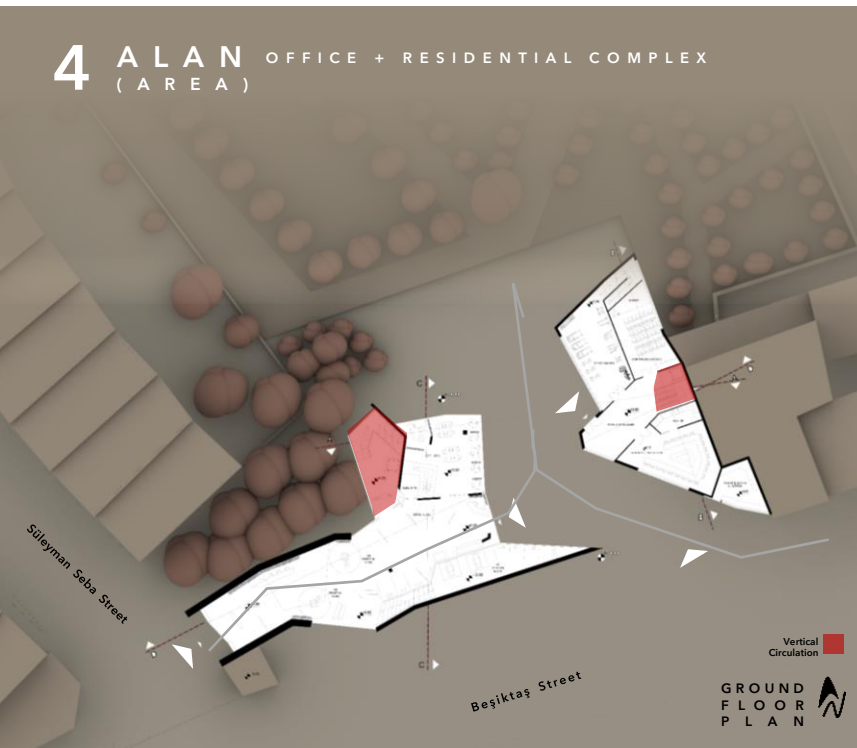 4 ALAN OFFICE + RESIDENTIAL COMPLEX
(AREA)
C
Süleyman Seba Street
C
Beşiktaş Street
Vertical
Circulation
GROUND
FLOOR
PLAN